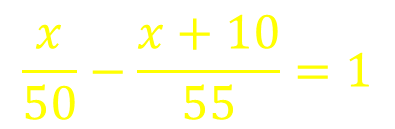 x/50 − (x + 10)/55 = 1